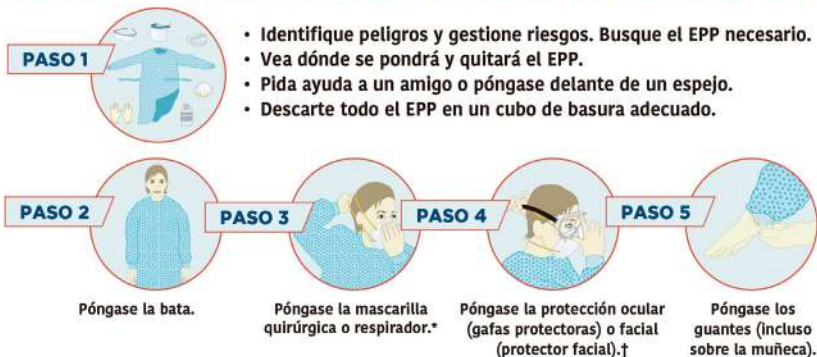 PASO 1
• Identifique peligros y gestione riesgos. Busque el EPP necesario.
• Vea dónde se pondrá y quitará el EPP.
• Pida ayuda a un amigo o póngase delante de un espejo.
• Descarte todo el EPP en un cubo de basura adecuado.
PASO 2
Póngase la bata.
PASO 3
Póngase la mascarilla
quirúrgica o respirador.*
PASO 4
Póngase la protección ocular
(gafas protectoras) o facial
(protector facial).†
PASO 5
Póngase los
guantes (incluso
sobre la muñeca).